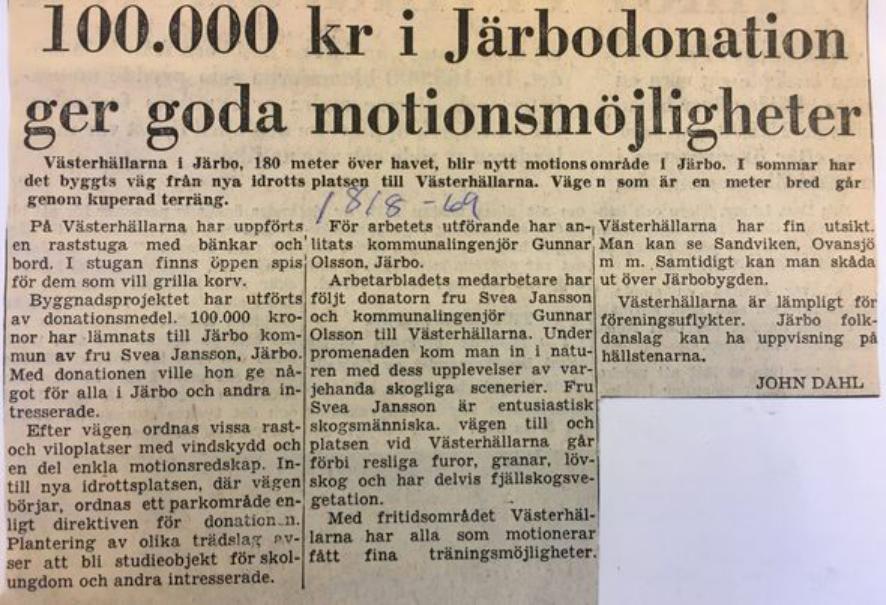 100.000 kr i Järbodonation
ger goda motionsmöjligheter
Västerhällarna i Järbo, 180 meter över havet, blir nytt motionsområde i Järbo. I sommar har
det byggts väg från nya idrottsplatsen till Västerhällarna. Vägen som är en meter bred går
genom kuperad terräng.
18/8-69
På Västerhällarna har uppförts
en raststuga med bänkar och
bord. I stugan finns öppen spis
för dem som vill grilla korv.
Byggnadsprojektet har utförts
av donationsmedel. 100.000 kro-
nor har lämnats till Järbo kom-
mun av fru Svea Jansson, Järbo.
Med donationen ville hon ge nå-
got för alla i Järbo och andra in-
tresserade.
Efter vägen ordnas vissa rast-
och viloplatser med vindskydd och
en del enkla motionsredskap. In-
till nya idrottsplatsen, där vägen
börjar, ordnas ett parkområde en-
ligt direktiven för donationen.
Plantering av olika trädslag av-
ser att bli studieobjekt för skol-
ungdom och andra intresserade.
För arbetets utförande har an-
litats kommunalingenjör Gunnar
Olsson, Järbo.
Arbetarbladets medarbetare har
följt donatorn fru Svea Jansson
och kommunalingenjör Gunnar
Olsson till Västerhällarna. Under
promenaden kom man in i natu-
ren med dess upplevelser av var-
jehanda skogliga scenerier. Fru
Svea Jansson är entusiastisk
skogsmänniska. vägen till och
platsen vid Västerhällarna går
förbi resliga furor, granar, löv-
skog och har delvis fjällskogsve-
getation.
Med fritidsområdet Västerhäl-
larna har alla som motionerar
fått fina träningsmöjligheter.
Västerhällarna har fin utsikt.
Man kan se Sandviken, Ovansjö
m m. Samtidigt kan man skåda
ut över Järbobygden.
Västerhällarna är lämpligt för
föreningsutflykter. Järbo folk-
danslag kan ha uppvisning på
hällstenarna.
JOHN DAHL